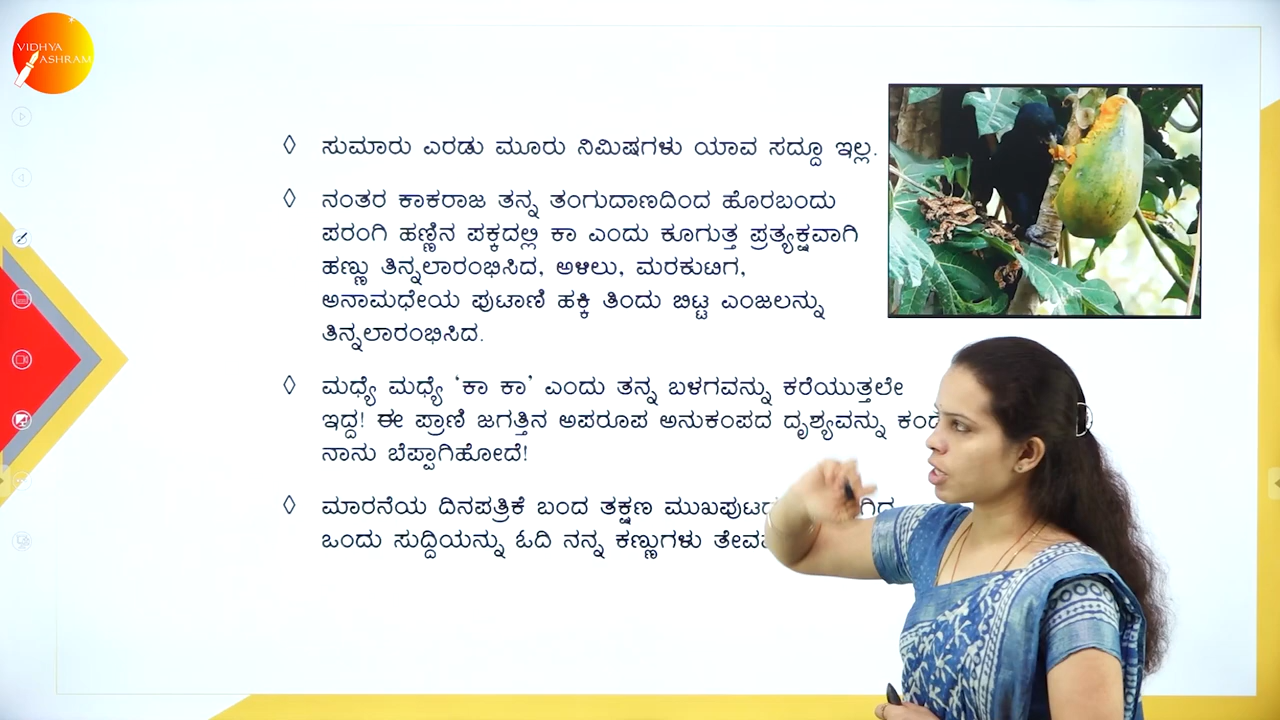 VIDHYA
ASHRAM
◊ ಸುಮಾರು ಎರಡು ಮೂರು ನಿಮಿಷಗಳು ಯಾವ ಸದ್ದೂ ಇಲ್ಲ.
◊ ನಂತರ ಕಾಕರಾಜ ತನ್ನ ತಂಗುದಾಣದಿಂದ ಹೊರಬಂದು
ಪರಂಗಿ ಹಣ್ಣಿನ ಪಕ್ಕದಲ್ಲಿ ಕಾ ಎಂದು ಕೂಗುತ್ತ ಪ್ರತ್ಯಕ್ಷವಾಗಿ
ಹಣ್ಣು ತಿನ್ನಲಾರಂಭಿಸಿದ, ಅಳಿಲು, ಮರಕುಟಿಗ,
ಅನಾಮಧೇಯ ಪುಟಾಣಿ ಹಕ್ಕಿ ತಿಂದು ಬಿಟ್ಟ ಎಂಜಲನ್ನು
ತಿನ್ನಲಾರಂಭಿಸಿದ.
◊ ಮಧ್ಯೆ ಮಧ್ಯೆ ‘ಕಾ ಕಾ’ ಎಂದು ತನ್ನ ಬಳಗವನ್ನು ಕರೆಯುತ್ತಲೇ
ಇದ್ದ! ಈ ಪ್ರಾಣಿ ಜಗತ್ತಿನ ಅಪರೂಪ ಅನುಕಂಪದ ದೃಶ್ಯವನ್ನು
ನಾನು ಬೆಪ್ಪಾಗಿಹೋದೆ!
◊ ಮಾರನೆಯ ದಿನಪತ್ರಿಕೆ ಬಂದ ತಕ್ಷಣ
ಒಂದು ಸುದ್ದಿಯನ್ನು ಓದಿ ನನ್ನ ಕಣ್ಣುಗಳು